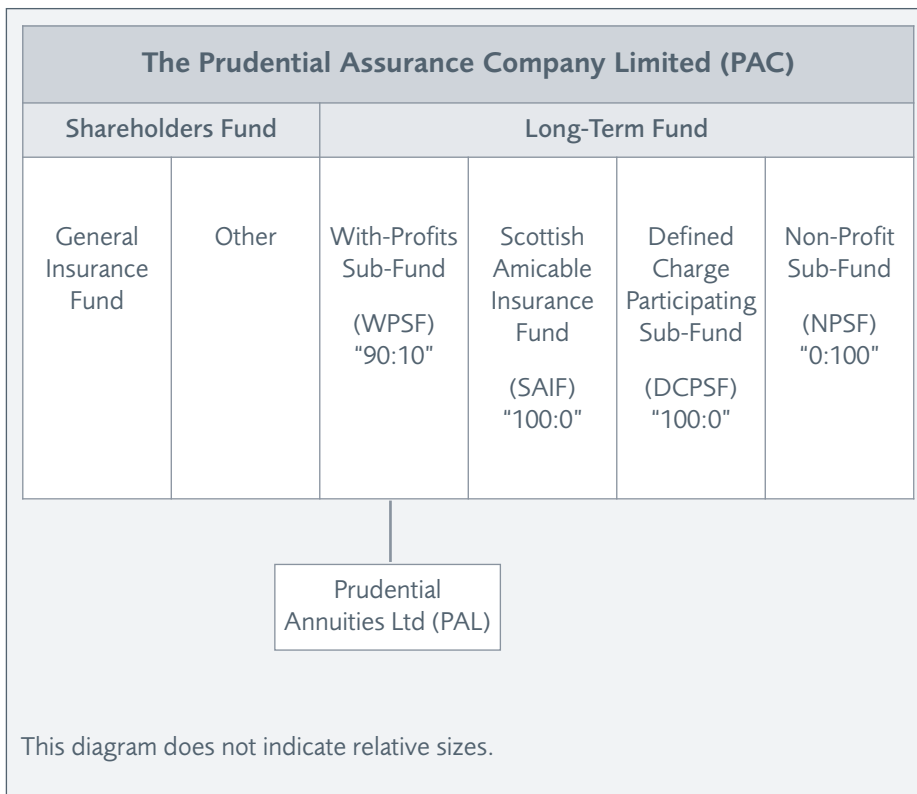 The Prudential Assurance Company Limited (PAC)
Shareholders Fund
Long-Term Fund
General
Insurance
Fund
Other
With-Profits
Sub-Fund
(WPSF)
“90:10”
Scottish
Amicable
Insurance
Fund
(SAIF)
“100:0”
Defined
Charge
Participating
Sub-Fund
(DCPSF)
“100:0”
Non-Profit
Sub-Fund
(NPSF)
“0:100”
Prudential
Annuities Ltd (PAL)
This diagram does not indicate relative sizes.